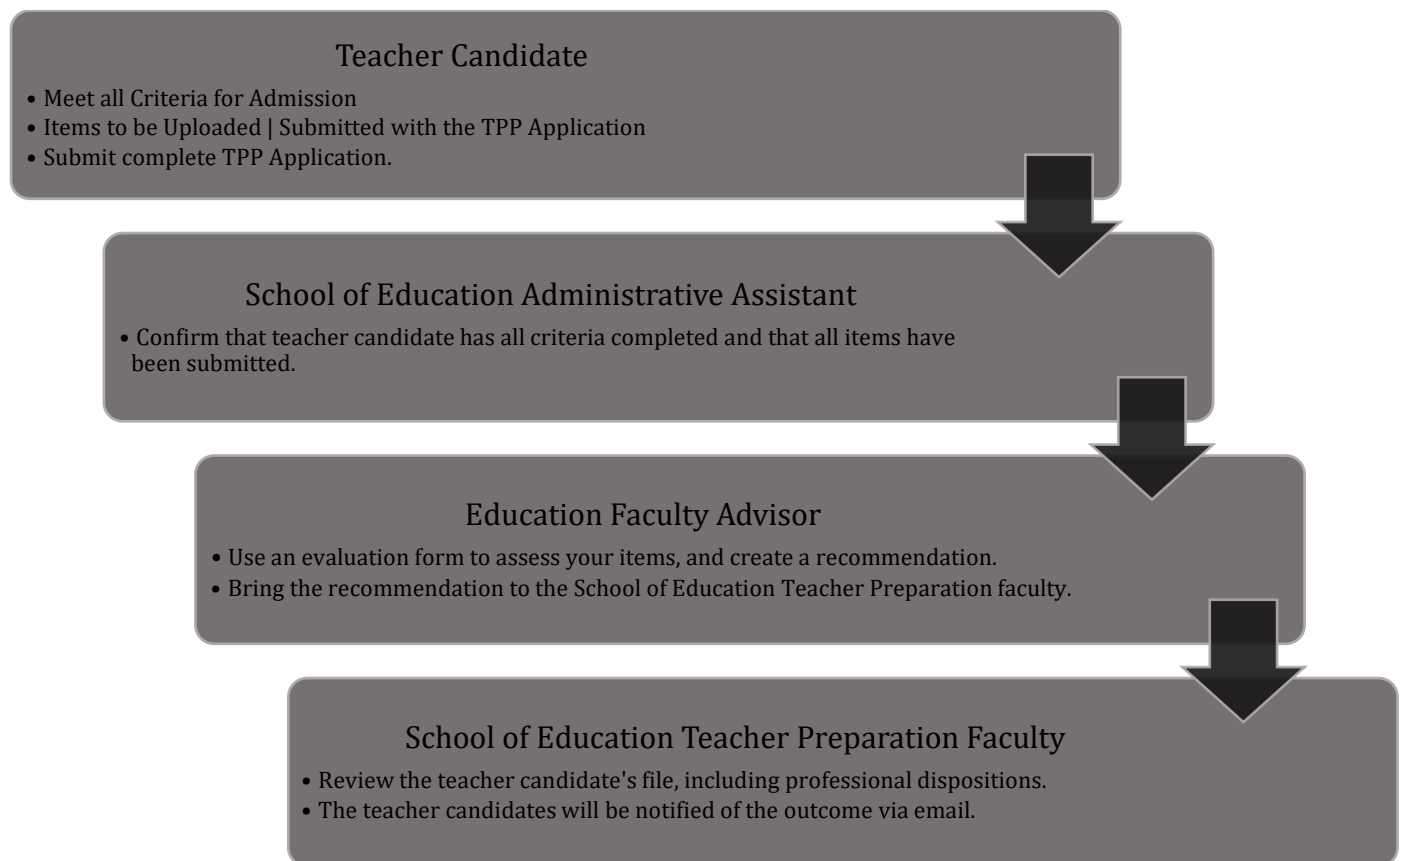 Teacher Candidate
• Meet all Criteria for Admission
• Items to be Uploaded | Submitted with the TPP Application
• Submit complete TPP Application.
School of Education Administrative Assistant
• Confirm that teacher candidate has all criteria completed and that all items have
been submitted.
Education Faculty Advisor
• Use an evaluation form to assess your items, and create a recommendation.
• Bring the recommendation to the School of Education Teacher Preparation faculty.
School of Education Teacher Preparation Faculty
• Review the teacher candidate's file, including professional dispositions.
• The teacher candidates will be notified of the outcome via email.